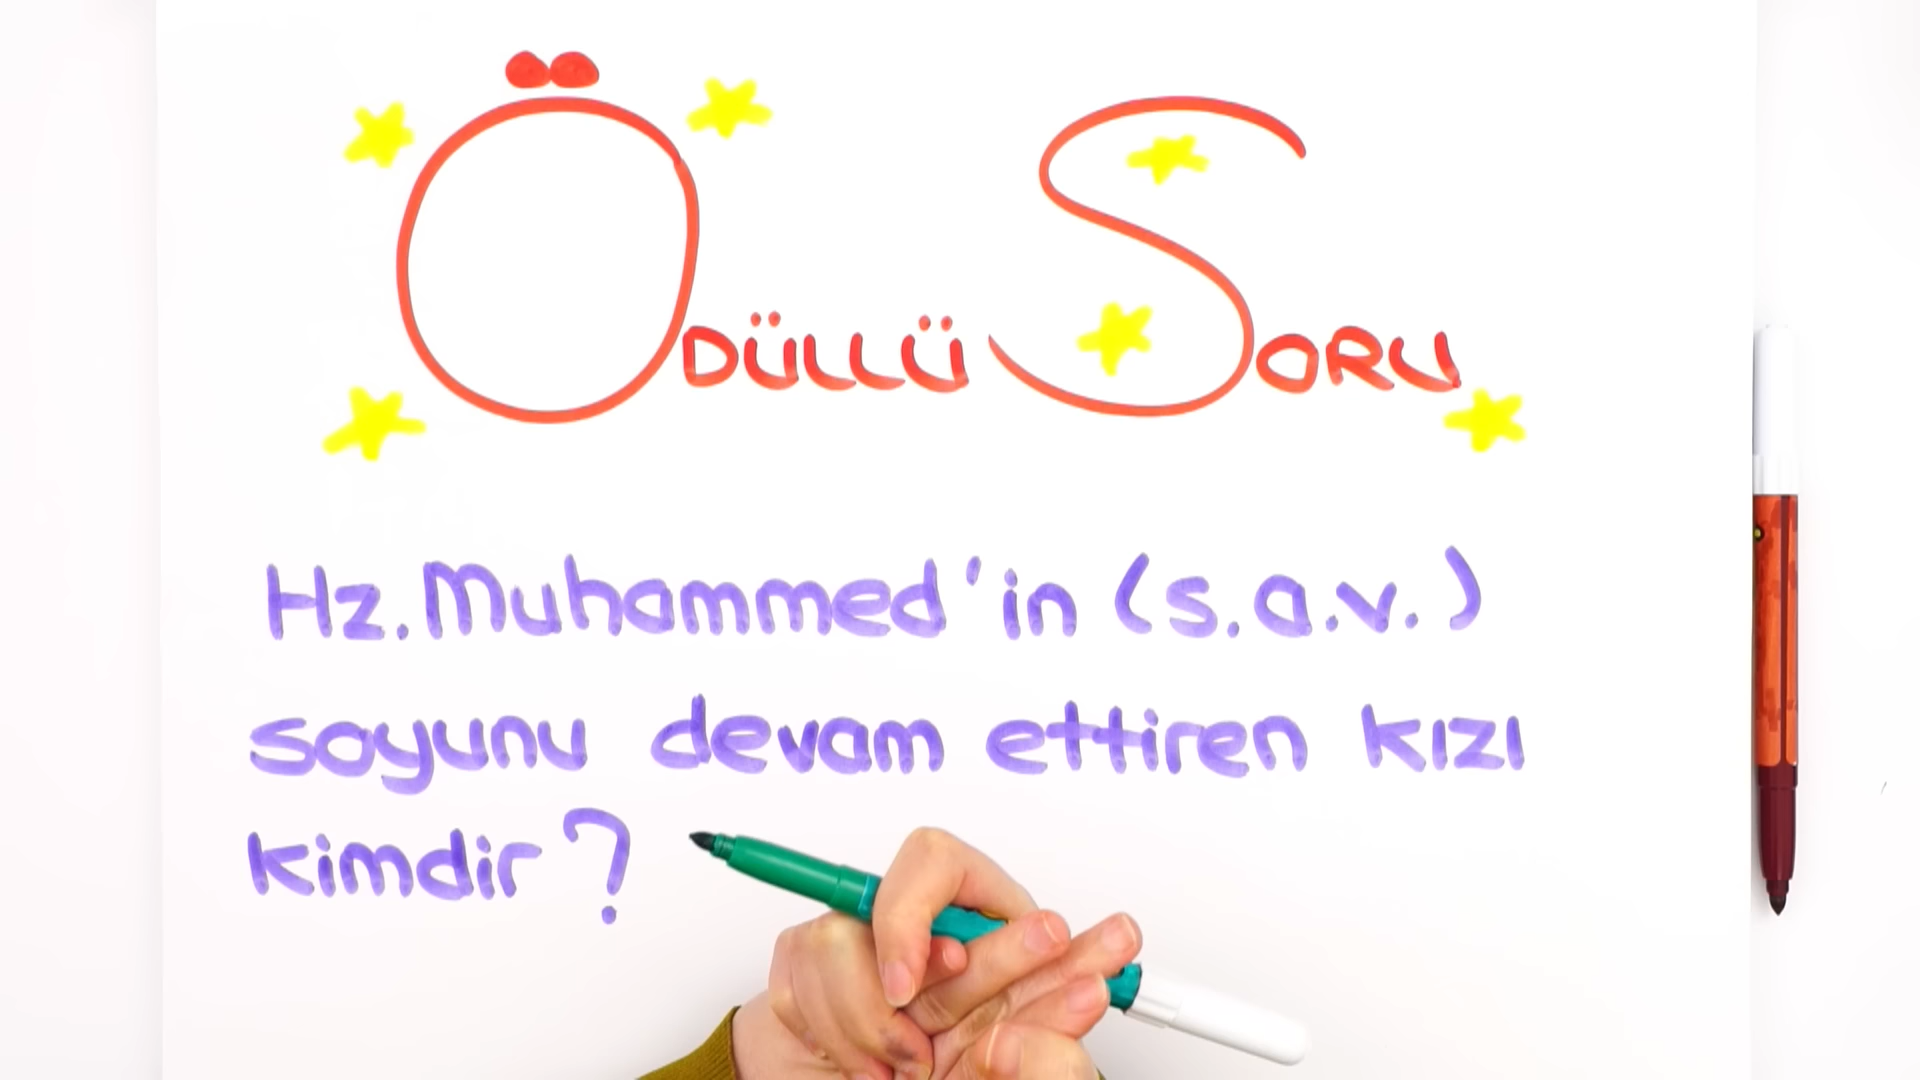 ÖDÜLLÜ SORU
Hz. Muhammed'in (s.a.v.)
soyunu devam ettiren kızı
kimdir?